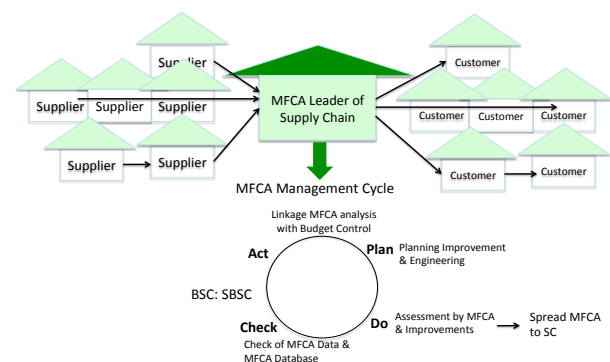 Supplier
Customer
Supplier
Supplier
Supplier
MFCA Leader of
Supply Chain
Customer
Customer
Customer
Supplier
Supplier
Customer
Customer
MFCA Management Cycle
Linkage MFCA analysis
with Budget Control
Act
Plan
Planning Improvement
& Engineering
BSC: SBSC
Check
Check of MFCA Data &
MFCA Database
Do
Assessment by MFCA
& Improvements
Spread MFCA
to SC